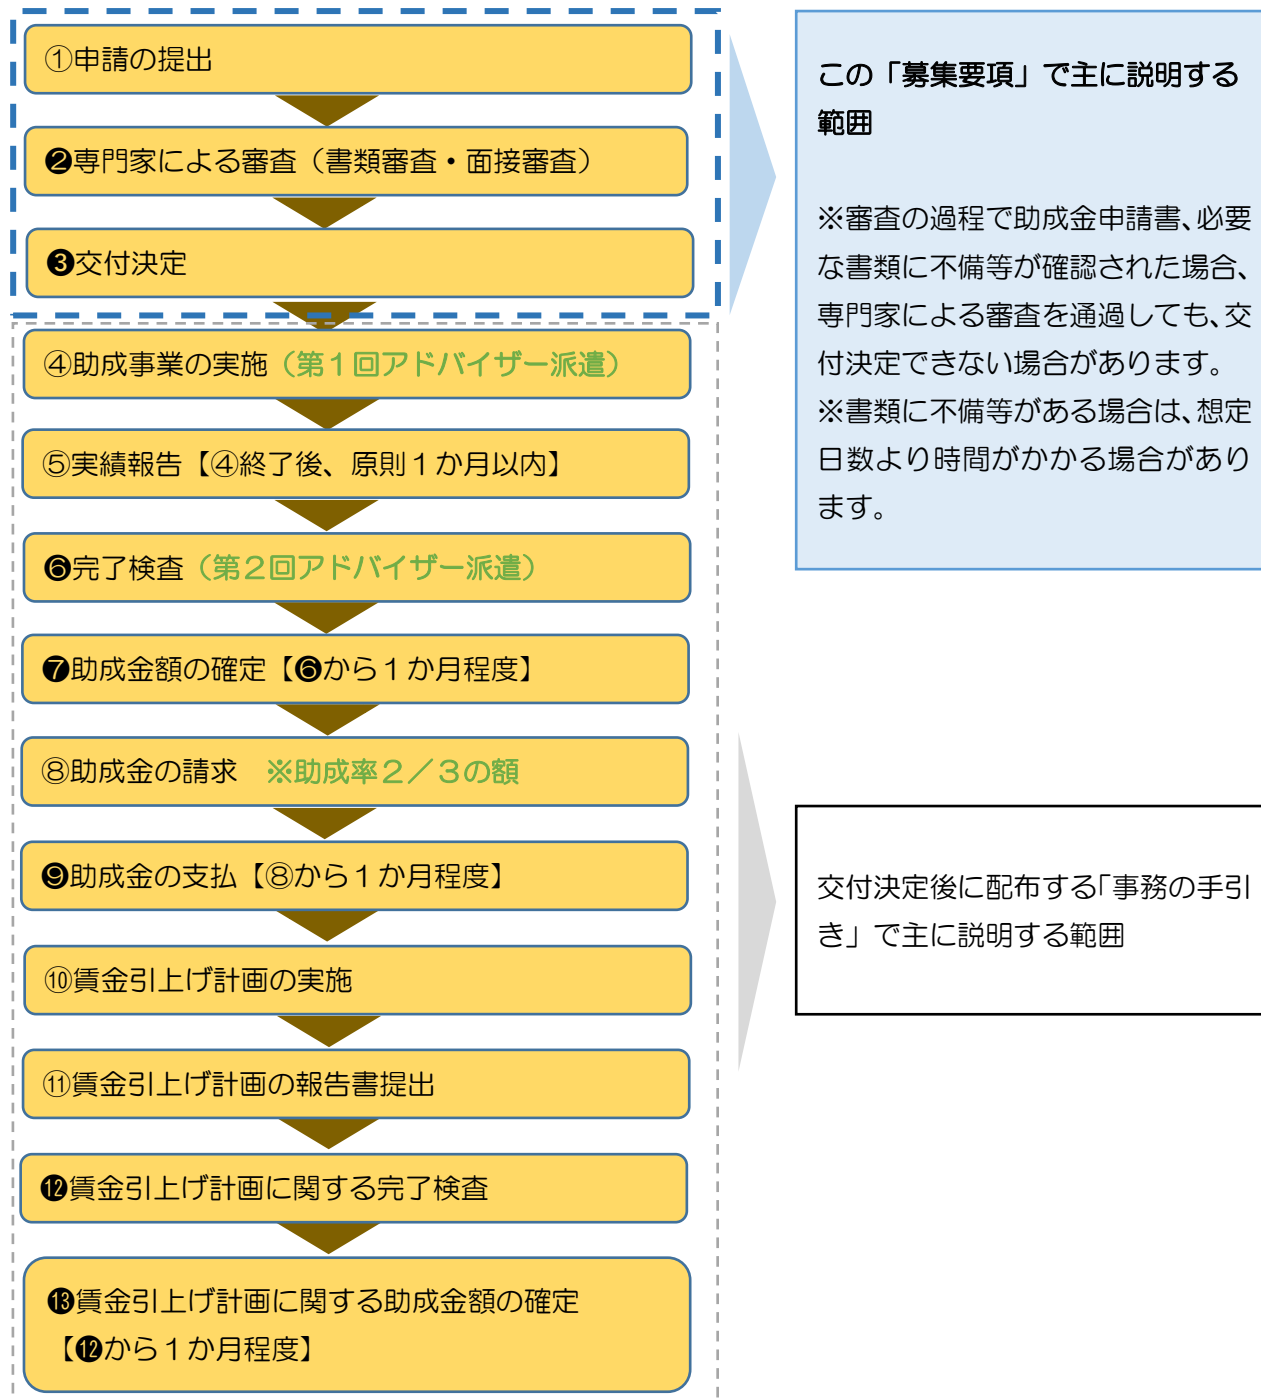 ①申請の提出
❷専門家による審査（書類審査・面接審査）
❸交付決定
④助成事業の実施（第１回アドバイザー派遣）
⑤実績報告【④終了後、原則１か月以内】
❻完了検査（第２回アドバイザー派遣）
❼助成金額の確定【❻から１か月程度】
⑧助成金の請求　※助成率２／３の額
❾助成金の支払【⑧から１か月程度】
⑩賃金引上げ計画の実施
⑪賃金引上げ計画の報告書提出
⓬賃金引上げ計画に関する完了検査
⓭賃金引上げ計画に関する助成金額の確定
【⓬から１か月程度】
この「募集要項」で主に説明する
範囲
※審査の過程で助成金申請書、必要
な書類に不備等が確認された場合、
専門家による審査を通過しても、交
付決定できない場合があります。
※書類に不備等がある場合は、想定
日数より時間がかかる場合があり
ます。
交付決定後に配布する「事務の手引
き」で主に説明する範囲